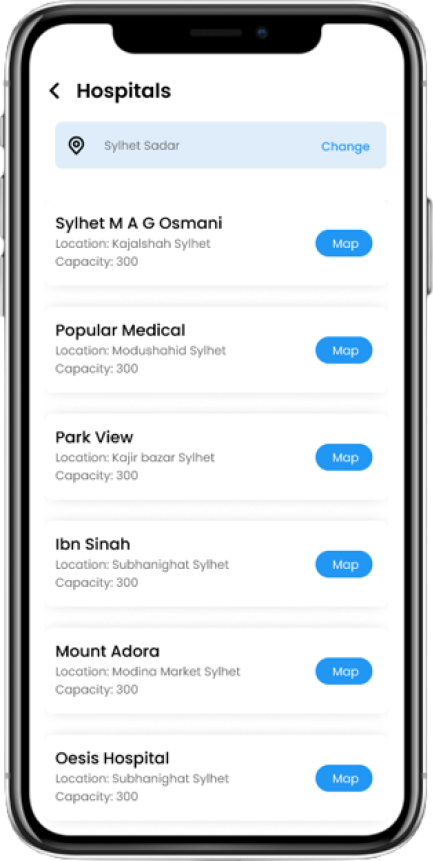 Hospitals
Sylhet Sadar Change
Sylhet M A G Osmani
Location: Kajalshah Sylhet
Capacity: 300
Map
Popular Medical
Location: Modushahid Sylhet
Capacity: 300
Map
Park View
Location: Kajir bazar Sylhet
Capacity: 300
Map
Ibn Sinah
Location: Subhanighat Sylhet
Capacity: 300
Map
Mount Adora
Location: Modina Market Sylhet
Capacity: 300
Map
Oesis Hospital
Location: Subhanighat Sylhet
Capacity: 300
Map